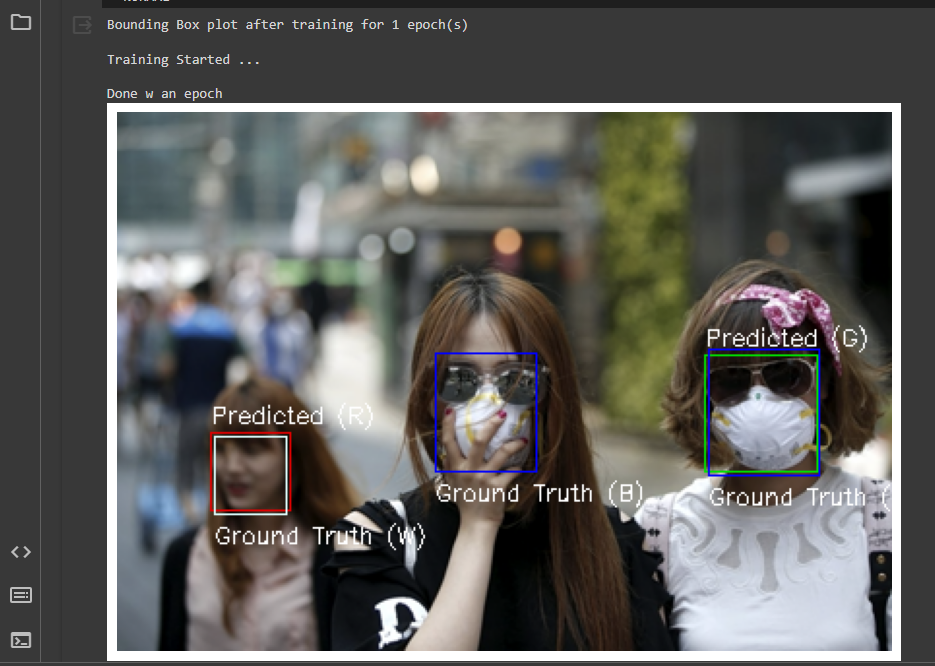 Bounding Box plot after training for 1 epoch(s)
Training Started ...
Done w an epoch
Predicted (G)
Predicted (R)
Ground Truth (B)
Ground Truth (
Ground Truth (W)
D